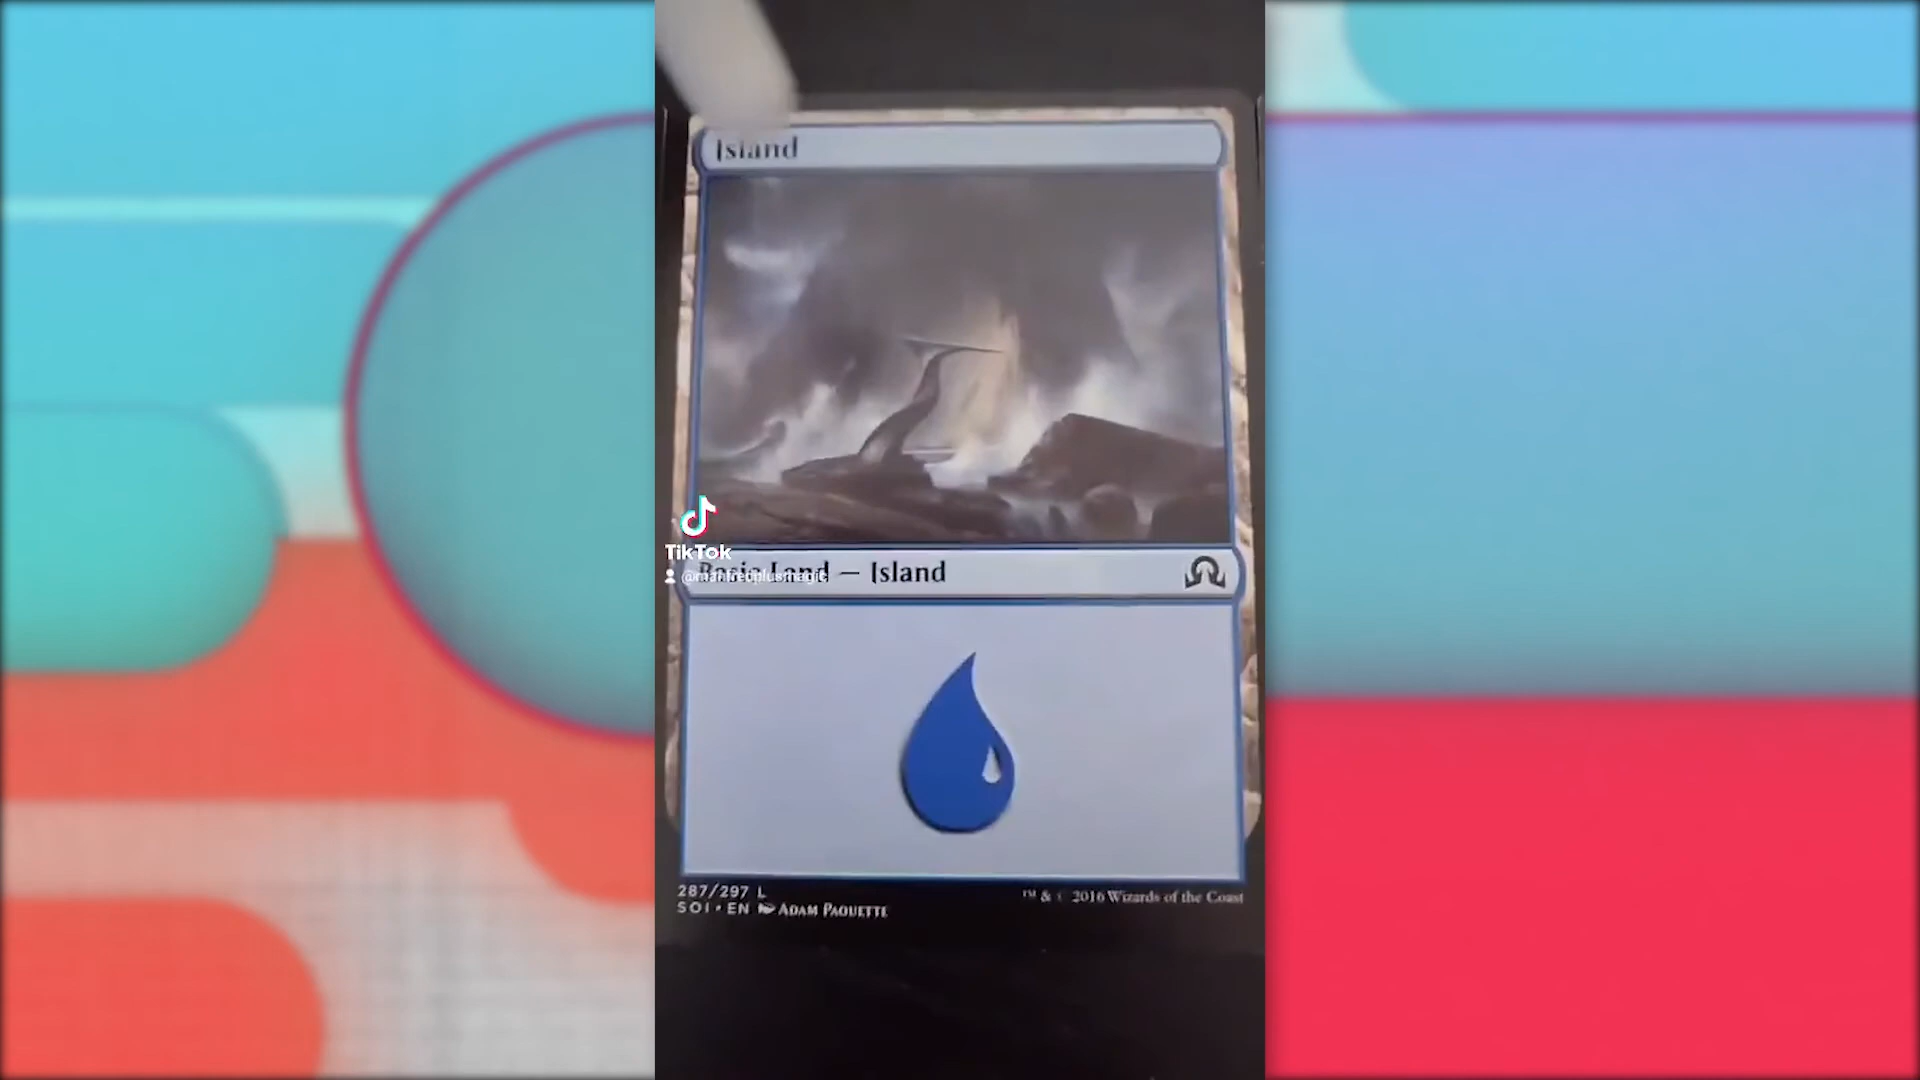 Island
TikTok
Basic Land — Island
287/297 L
SOI • EN ADAM PAQUETTE
™ & © 2016 Wizards of the Coast